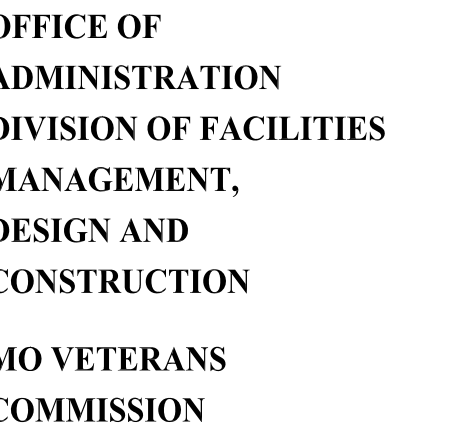 OFFICE OF
ADMINISTRATION
DIVISION OF FACILITIES
MANAGEMENT,
DESIGN AND
CONSTRUCTION
MO VETERANS
COMMISSION